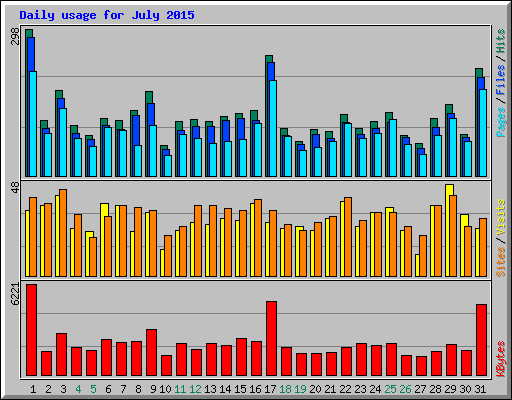 Daily usage for July 2015
298
Pages / Files / Hits
48
Sites / Visits
6221
KBytes
1 2 3 4 5 6 7 8 9 10 11 12 13 14 15 16 17 18 19 20 21 22 23 24 25 26 27 28 29 30 31